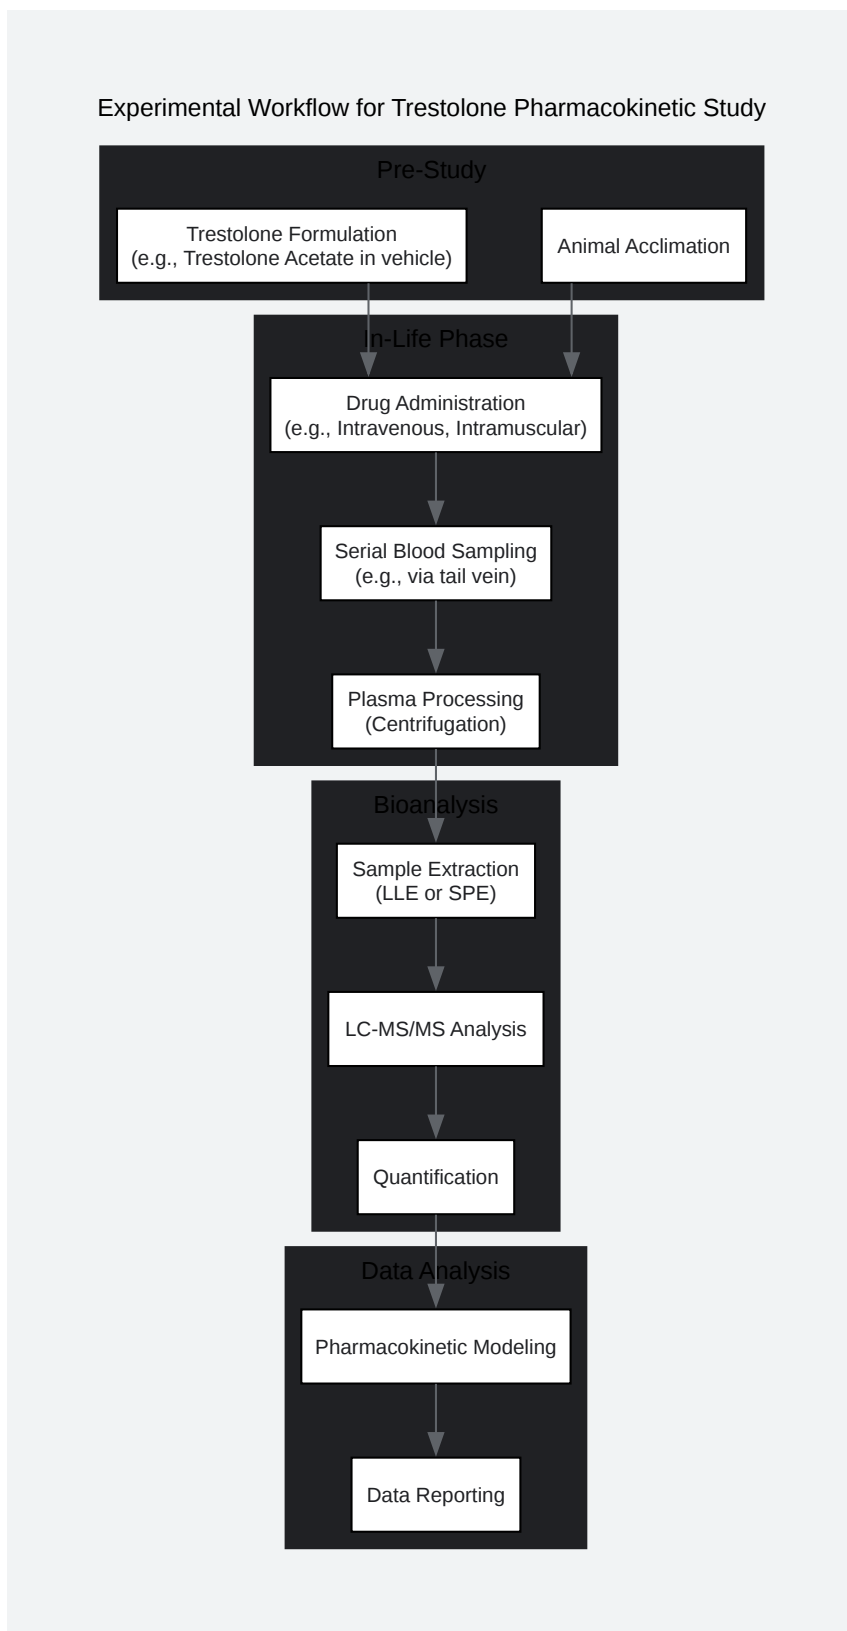 Experimental Workflow for Trestolone Pharmacokinetic Study
Pre-Study
Trestolone Formulation
(e.g., Trestolone Acetate in vehicle)
Animal Acclimation
In-Life Phase
Drug Administration
(e.g., Intravenous, Intramuscular)
Serial Blood Sampling
(e.g., via tail vein)
Plasma Processing
(Centrifugation)
Bioanalysis
Sample Extraction
(LLE or SPE)
LC-MS/MS Analysis
Quantification
Data Analysis
Pharmacokinetic Modeling
Data Reporting